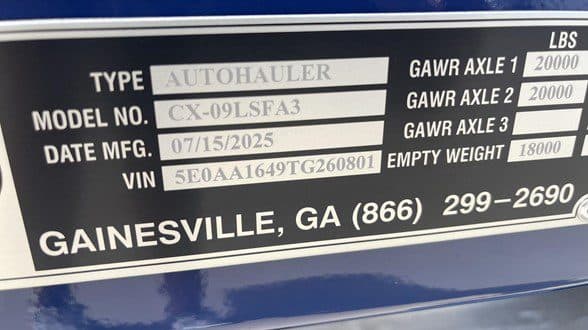 LBS
TYPE AUTOHAULER GAWR AXLE 1 20000
MODEL NO. CX-09LSFA3 GAWR AXLE 2 20000
DATE MFG. 07/15/2025 GAWR AXLE 3
VIN 5E0AA1649TG260801 EMPTY WEIGHT 18000
GAINESVILLE, GA (866) 299-2690